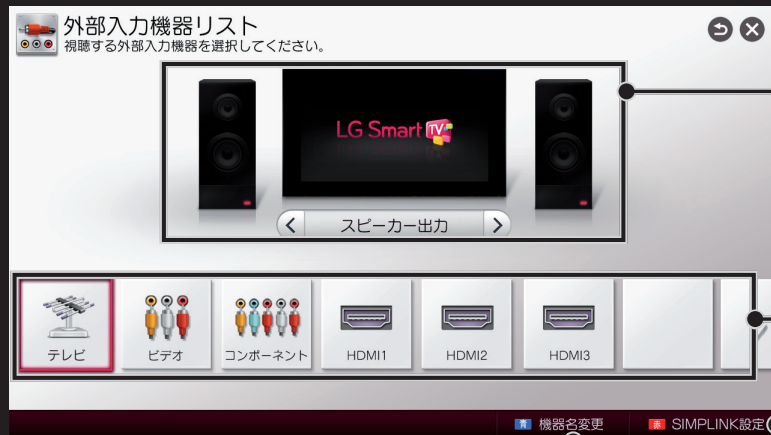 外部入力機器リスト
視聴する外部入力機器を選択してください。
LG Smart TV
スピーカー出力
テレビ
ビデオ
コンポーネント
HDMI1
HDMI2
HDMI3
青 機器名変更
赤 SIMPLINK設定